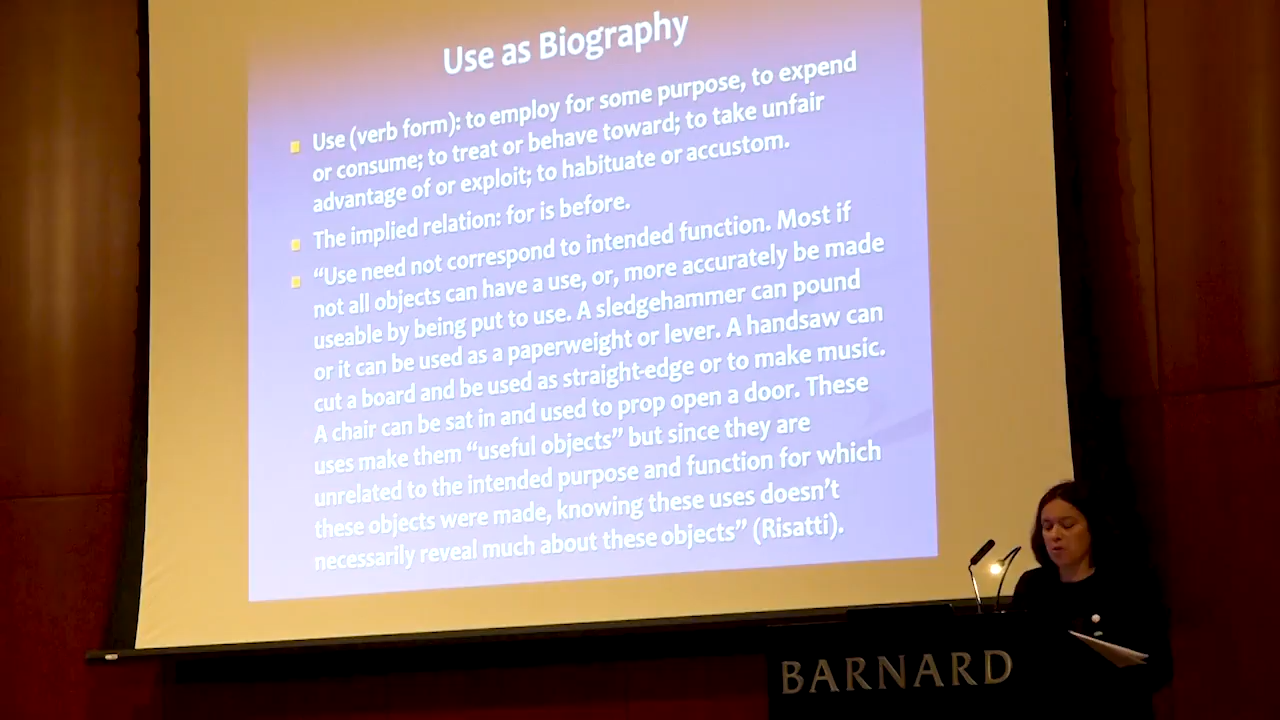 Use as Biography
Use (verb form): to employ for some purpose, to expend
or consume; to treat or behave toward; to take unfair
advantage of or exploit; to habituate or accustom.
The implied relation: for is before.
“Use need not correspond to intended function. Most if
not all objects can have a use, or, more accurately be made
useable by being put to use. A sledgehammer can pound
or it can be used as a paperweight or lever. A handsaw can
cut a board and be used as straight-edge or to make music.
A chair can be sat in and used to prop open a door. These
uses make them “useful objects” but since they are
unrelated to the intended purpose and function for which
these objects were made, knowing these uses doesn’t
necessarily reveal much about these objects” (Risatti).
BARNARD